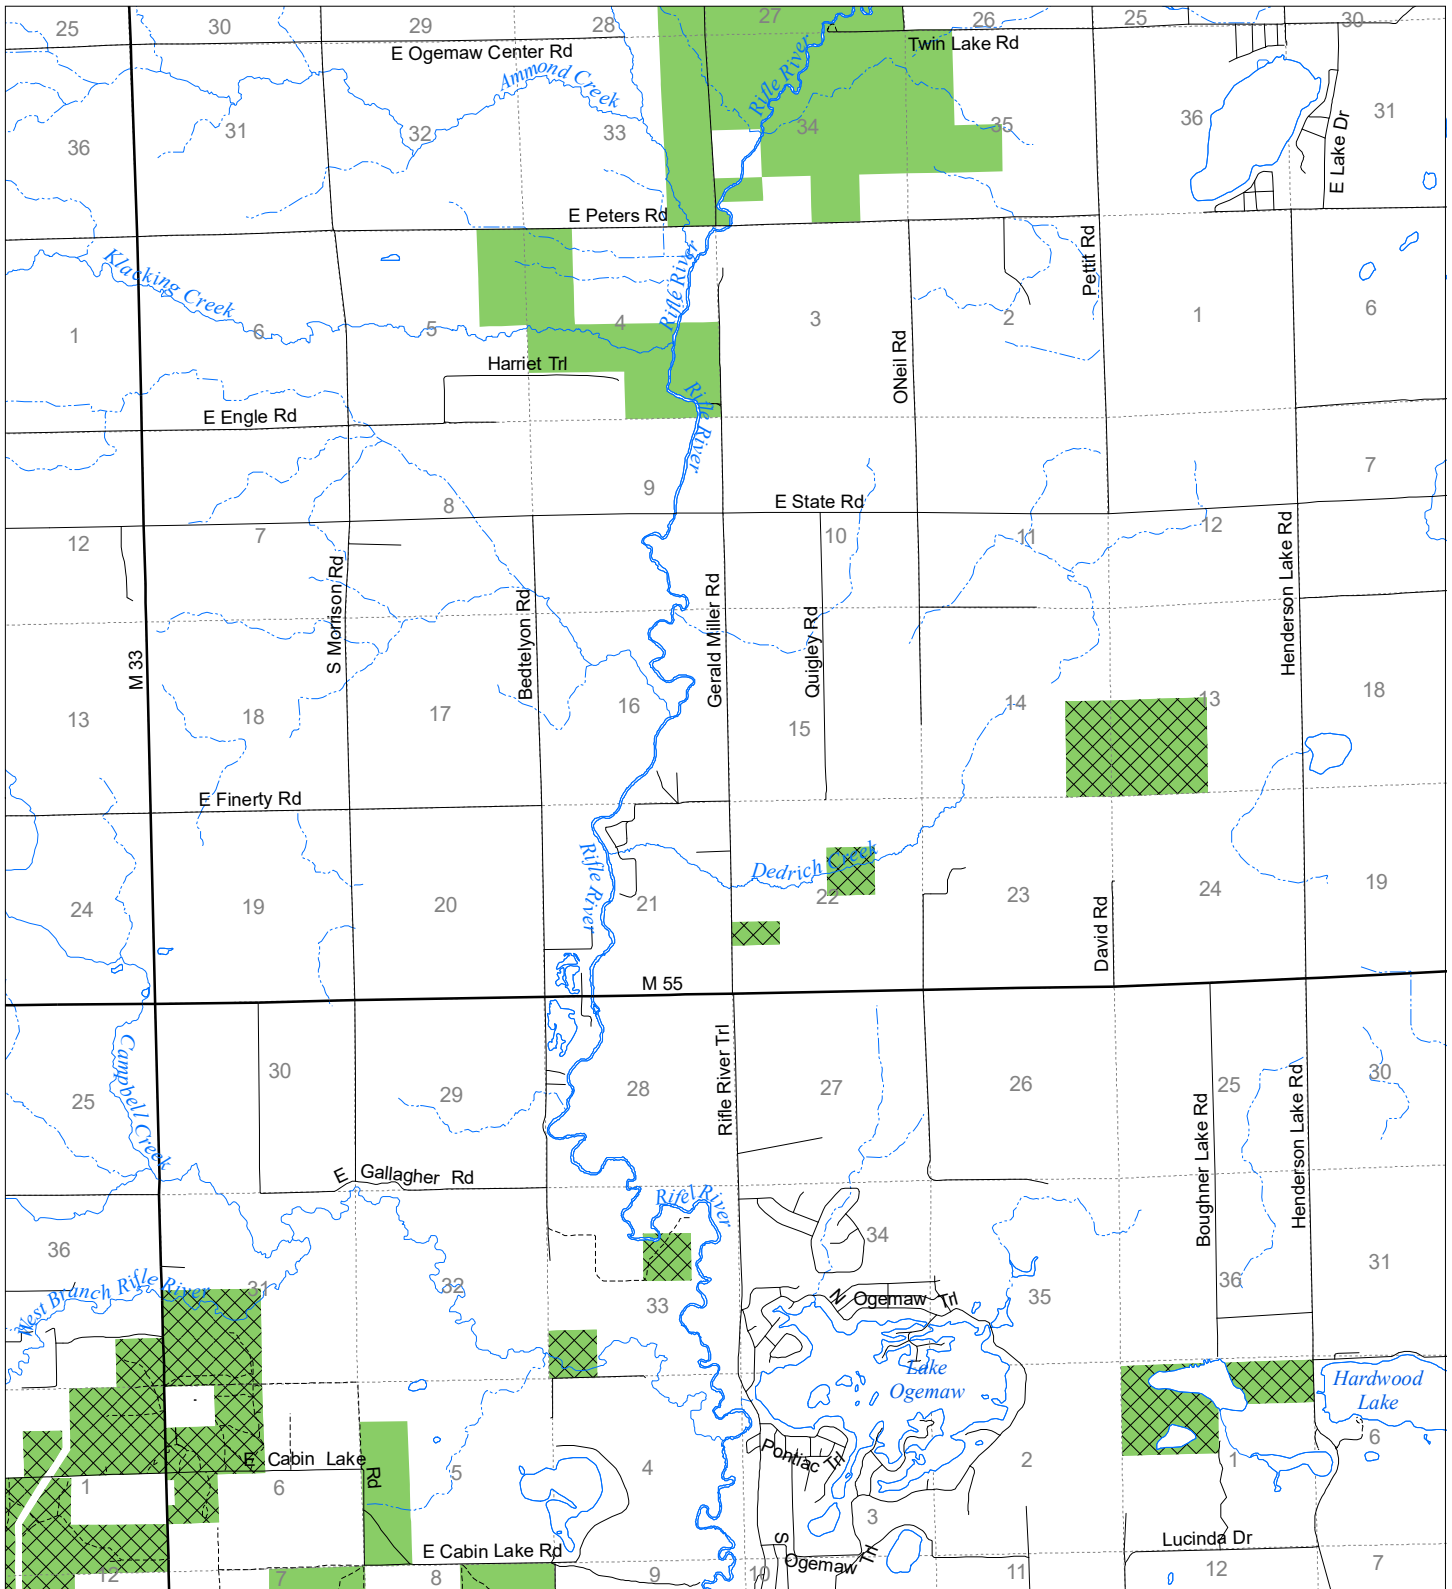 25
30
29
28
27
26
25
30
E Ogemaw Center Rd
Twin Lake Rd
Ammond Creek
Rifle River
36
31
32
33
34
35
36
31
E Lake Dr
E Peters Rd
Klacking Creek
Rifle River
Pettit Rd
1
6
5
4
3
2
1
6
Harriet Trl
ONeil Rd
E Engle Rd
Rifle River
8
9
7
E State Rd
12
7
10
11
12
M 33
S Morrison Rd
Bedtelyon Rd
Gerald Miller Rd
Quigley Rd
Henderson Lake Rd
13
18
17
16
15
14
13
18
E Finerty Rd
Rifle River
Dedrich Creek
24
19
20
21
22
23
24
19
David Rd
M 55
Campbell Creek
25
30
29
28
27
26
25
30
Rifle River Trl
Boughner Lake Rd
Henderson Lake Rd
E Gallagher Rd
Rifel River
36
31
32
33
34
35
36
31
West Branch Rifle River
N Ogemaw Trl
Lake
Ogemaw
Hardwood
Lake
Pontiac Trl
E Cabin Lake Rd
1
6
5
4
3
2
1
6
S Ogemaw Trl
E Cabin Lake Rd
Lucinda Dr
12
7
8
9
10
11
12
7